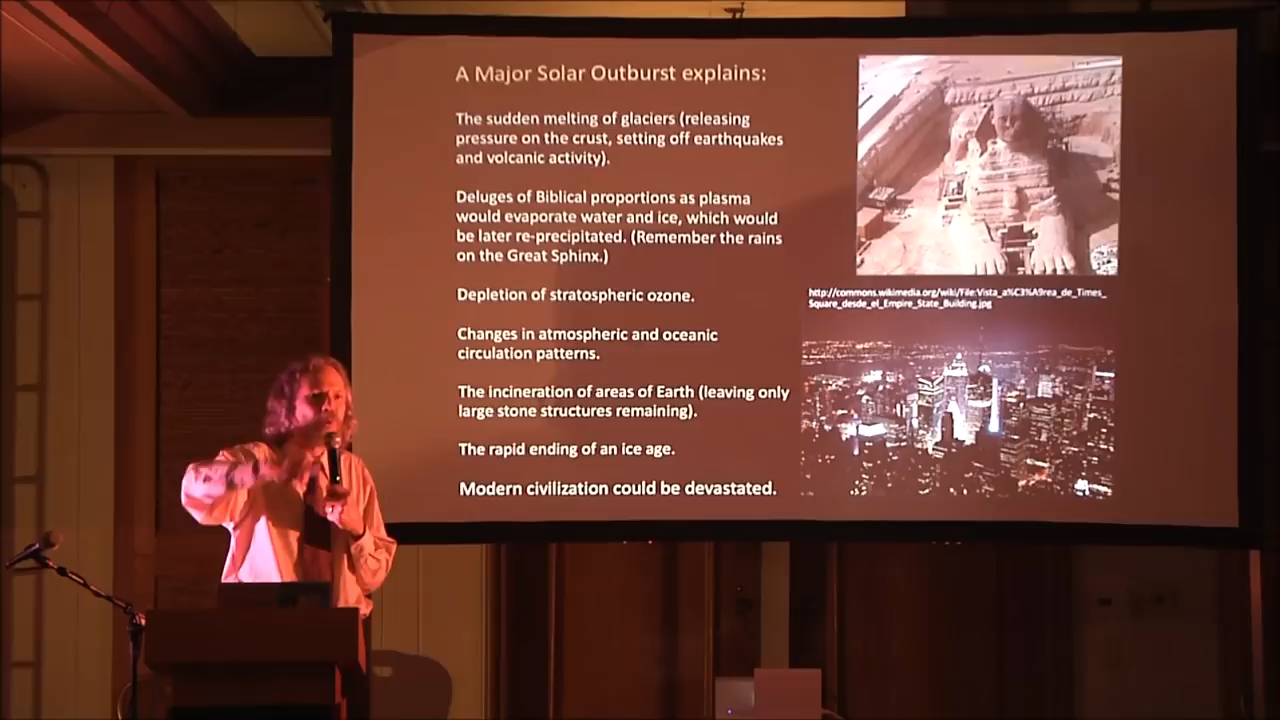 A Major Solar Outburst explains:
The sudden melting of glaciers (releasing
pressure on the crust, setting off earthquakes
and volcanic activity).
Deluges of Biblical proportions as plasma
would evaporate water and ice, which would
be later re-precipitated. (Remember the rains
on the Great Sphinx.)
Depletion of stratospheric ozone.
Changes in atmospheric and oceanic
circulation patterns.
The incineration of areas of Earth (leaving only
large stone structures remaining).
The rapid ending of an ice age.
Modern civilization could be devastated.
http://commons.wikimedia.org/wiki/File:Vista_a%C3%A9rea_de_Times_
Square_desde_el_Empire_State_Building.jpg